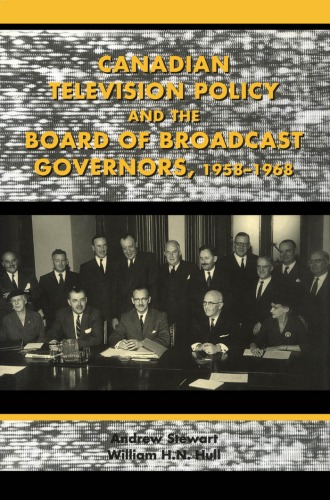 CANADIAN
TELEVISION POLICY
AND THE
BOARD OF BROADCAST
GOVERNORS, 1958–1968
Andrew Stewart
William H.N. Hull